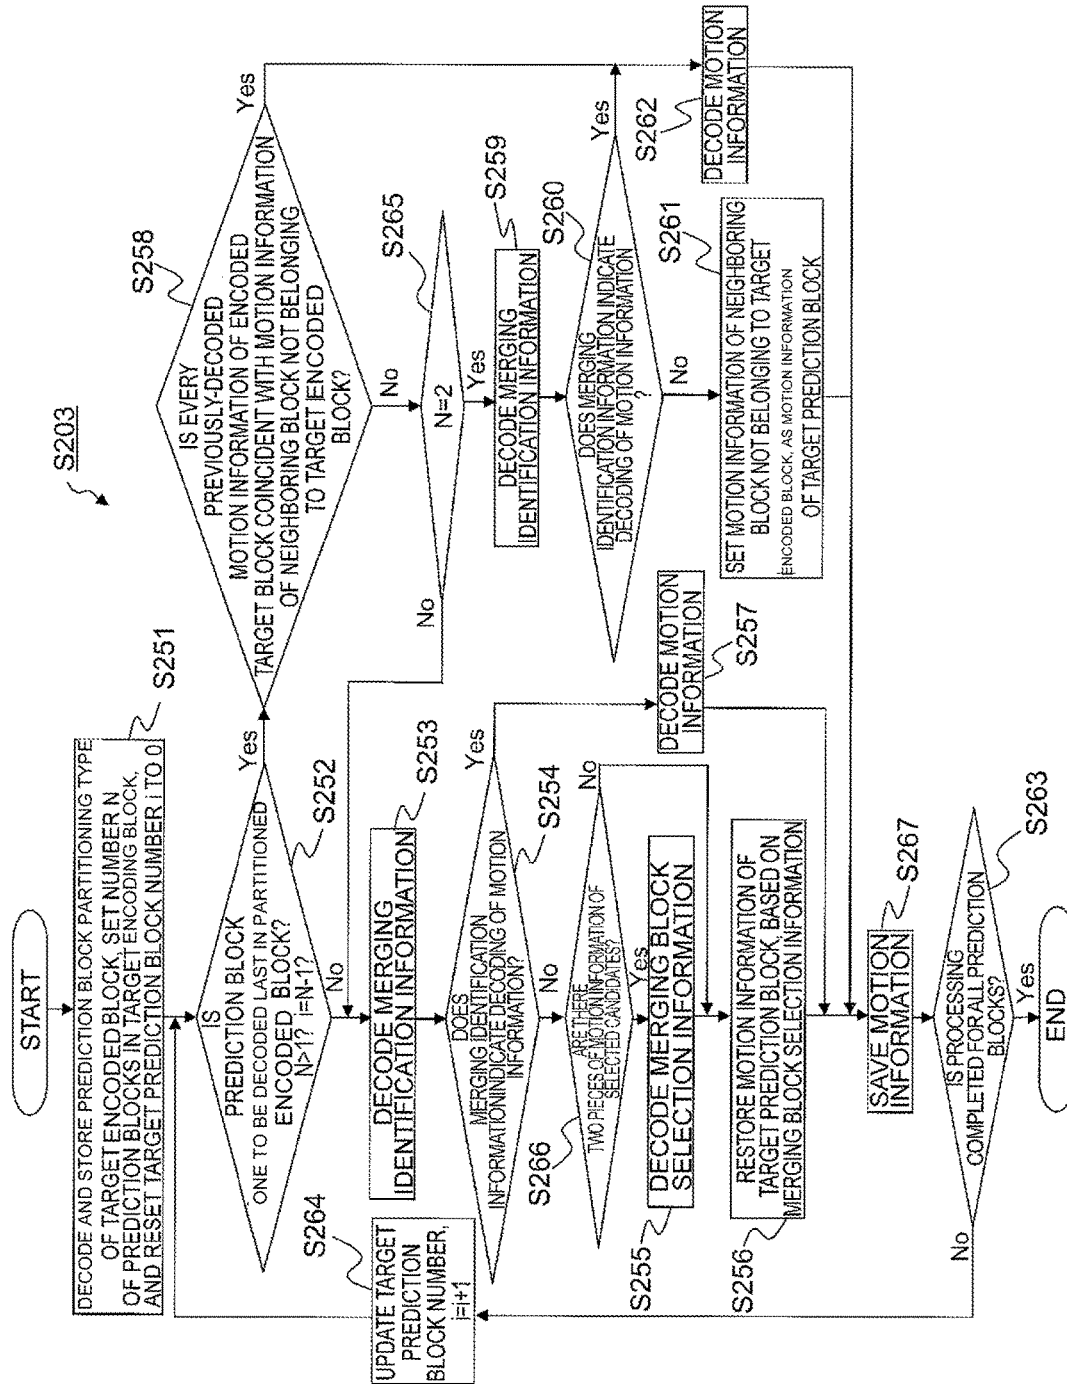 S203
START
DECODE AND STORE PREDICTION BLOCK PARTITIONING TYPE
OF TARGET ENCODED BLOCK, SET NUMBER N
OF PREDICTION BLOCKS IN TARGET ENCODING BLOCK,
AND RESET TARGET PREDICTION BLOCK NUMBER i TO 0
S251
IS
PREDICTION BLOCK
ONE TO BE DECODED LAST IN PARTITIONED
ENCODED BLOCK?
N>1? i=N-1?
S252
Yes
No
IS EVERY
PREVIOUSLY-DECODED
MOTION INFORMATION OF ENCODED
TARGET BLOCK COINCIDENT WITH MOTION INFORMATION
OF NEIGHBORING BLOCK NOT BELONGING
TO TARGET ENCODED
BLOCK?
S258
Yes
No
N=2
S265
No
Yes
DECODE MERGING
IDENTIFICATION INFORMATION
S259
DOES MERGING
IDENTIFICATION INFORMATION INDICATE
DECODING OF MOTION INFORMATION
?
S260
Yes
No
SET MOTION INFORMATION OF NEIGHBORING
BLOCK NOT BELONGING TO TARGET
ENCODED BLOCK, AS MOTION INFORMATION
OF TARGET PREDICTION BLOCK
S261
S262
DECODE MOTION
INFORMATION
DECODE MERGING
IDENTIFICATION INFORMATION
S253
DOES
MERGING IDENTIFICATION
INFORMATIONINDICATE DECODING OF MOTION
INFORMATION?
S254
Yes
No
DECODE MOTION
INFORMATION
S257
ARE THERE
TWO PIECES OF MOTION INFORMATION OF
SELECTED CANDIDATES?
S266
No
Yes
DECODE MERGING BLOCK
SELECTION INFORMATION
S255
RESTORE MOTION INFORMATION OF
TARGET PREDICTION BLOCK, BASED ON
MERGING BLOCK SELECTION INFORMATION
S256
SAVE MOTION
INFORMATION
S267
IS PROCESSING
COMPLETED FOR ALL PREDICTION
BLOCKS?
S263
No
Yes
UPDATE TARGET
PREDICTION
BLOCK NUMBER,
i=i+1
S264
END